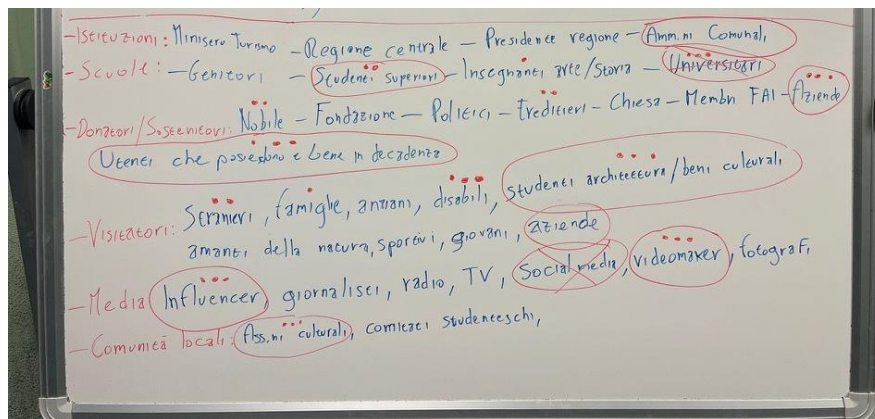 - Istituzioni: Ministero Turismo - Regione centrale - Presidente regione - Amm.ni Comunali
- Scuole: - Genitori - Studenti superiori - Insegnanti arte/storia - Universitari
- Donatori/Sostenitori: Nobile - Fondazione - Politici - Ereditieri - Chiesa - Membri FAI - Aziende
Utenti che posiedono e bene in decadenza
- Visitatori: Stranieri, famiglie, anziani, disabili, studenti architettura/beni culturali
amanti della natura, sportivi, giovani, aziende
- Media Influencer, giornalisti, radio, TV, Social media, videomaker, fotografi
- Comunità locali: Ass.ni culturali, comitati studenteschi,